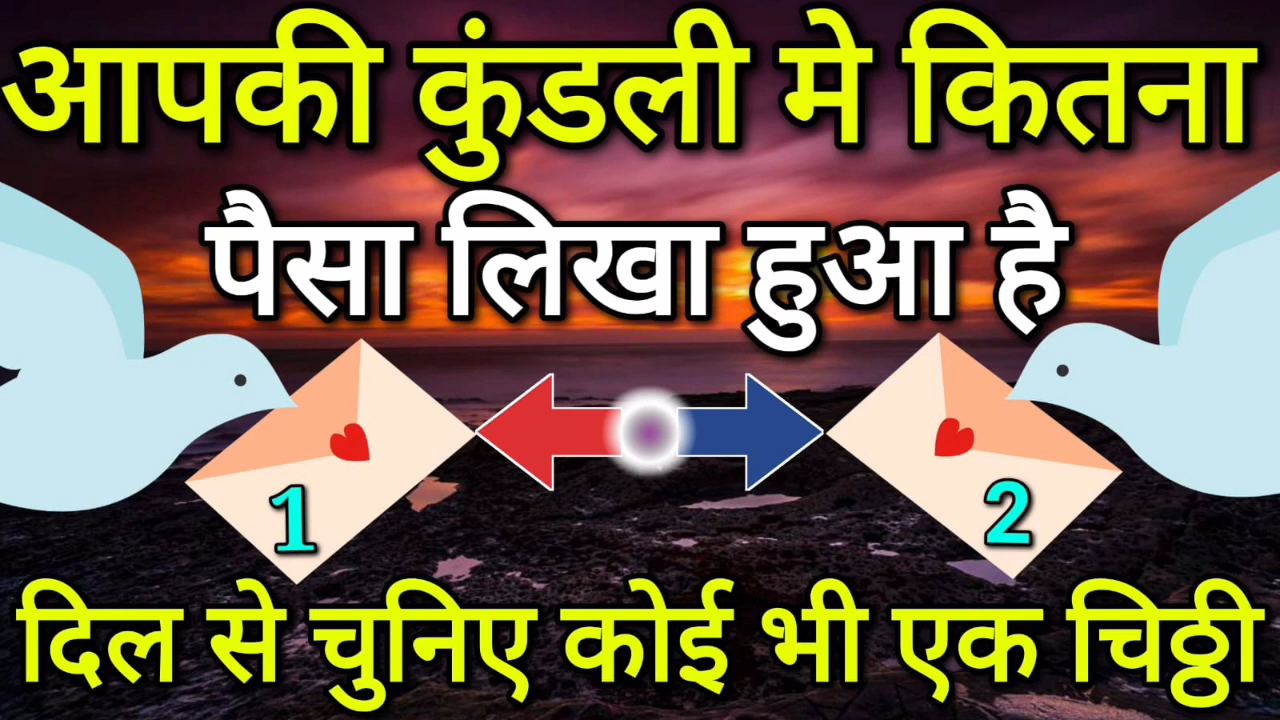 आपकी कुंडली मे कितना
पैसा लिखा हुआ है
1
2
दिल से चुनिए कोई भी एक चिठ्ठी